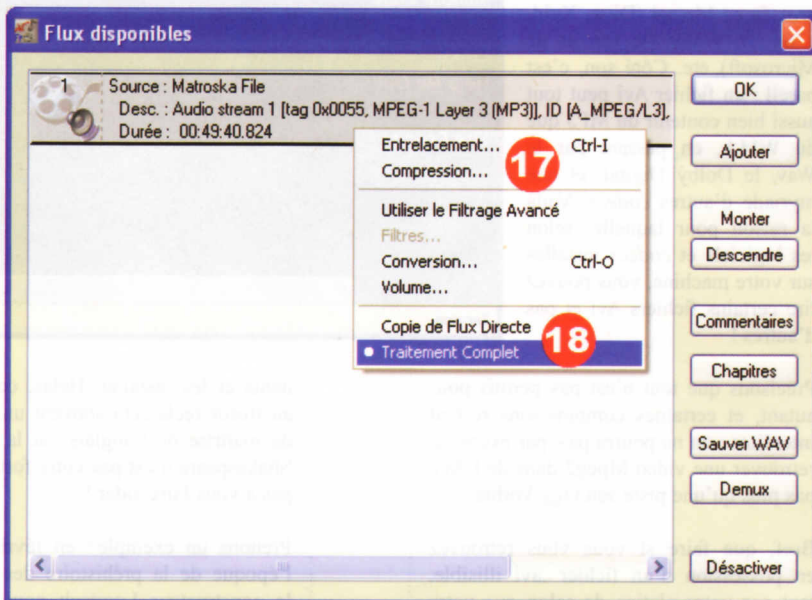 Flux disponibles
1
Source : Matroska File
Desc. : Audio stream 1 [tag 0x0055, MPEG-1 Layer 3 (MP3)], ID [A_MPEG/L3],
Durée : 00:49:40.824
Entrelacement... Ctrl-I
Compression... 17
Utiliser le Filtrage Avancé
Filtres...
Conversion... Ctrl-O
Volume...
Copie de Flux Directe
18
Traitement Complet
OK
Ajouter
Monter
Descendre
Commentaires
Chapitres
Sauver WAV
Demux
Désactiver